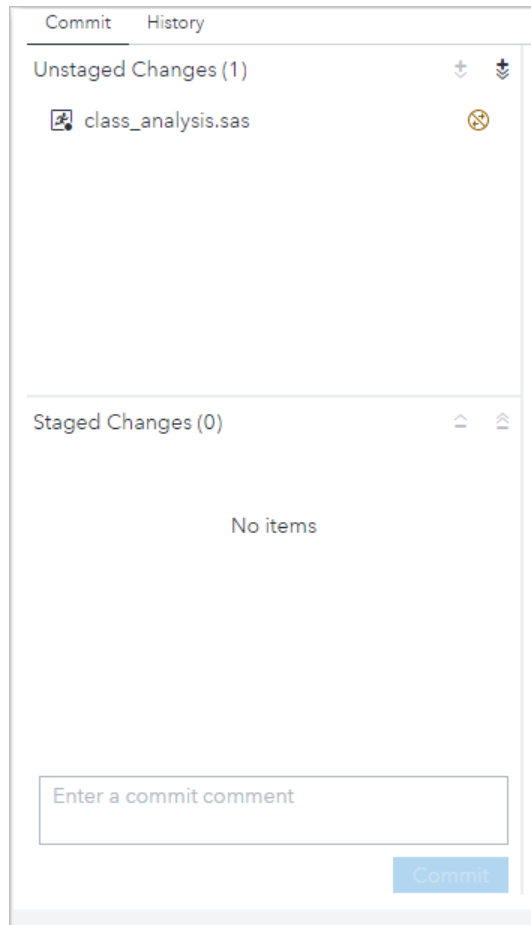 Commit History
Unstaged Changes (1)
class_analysis.sas
Staged Changes (0)
No items
Enter a commit comment
Commit